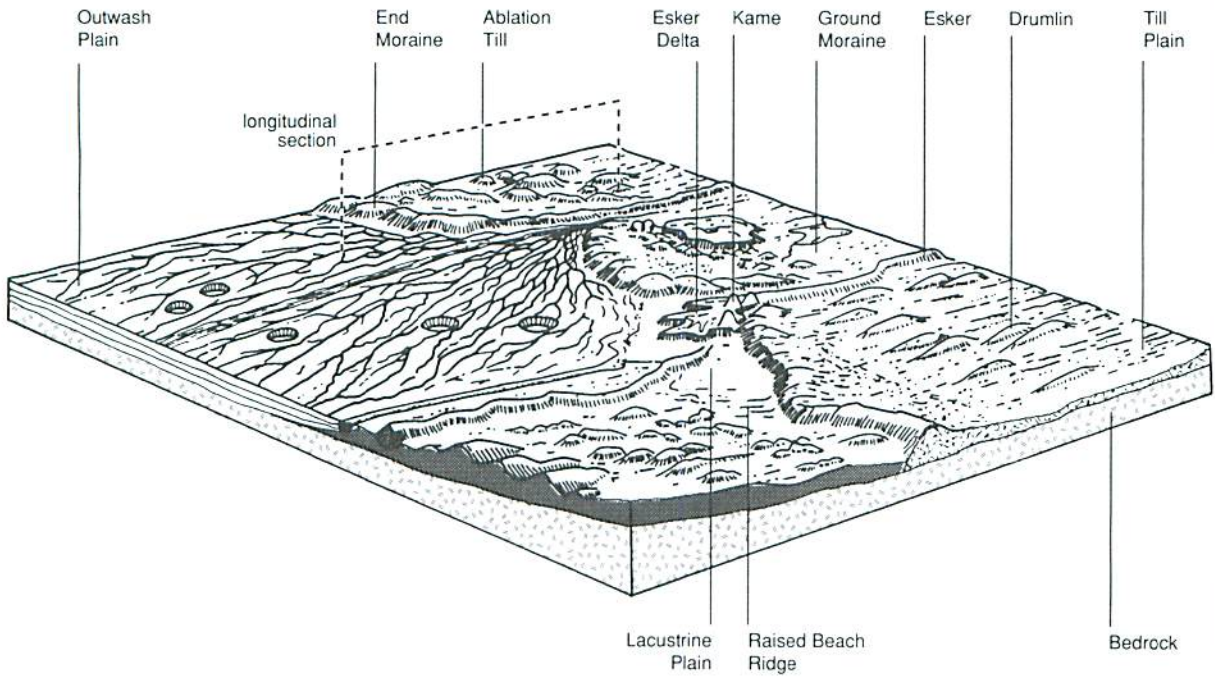 Outwash
Plain
End
Moraine
Ablation
Till
Esker
Delta
Kame
Ground
Moraine
Esker
Drumlin
Till
Plain
longitudinal
section
Lacustrine
Plain
Raised Beach
Ridge
Bedrock